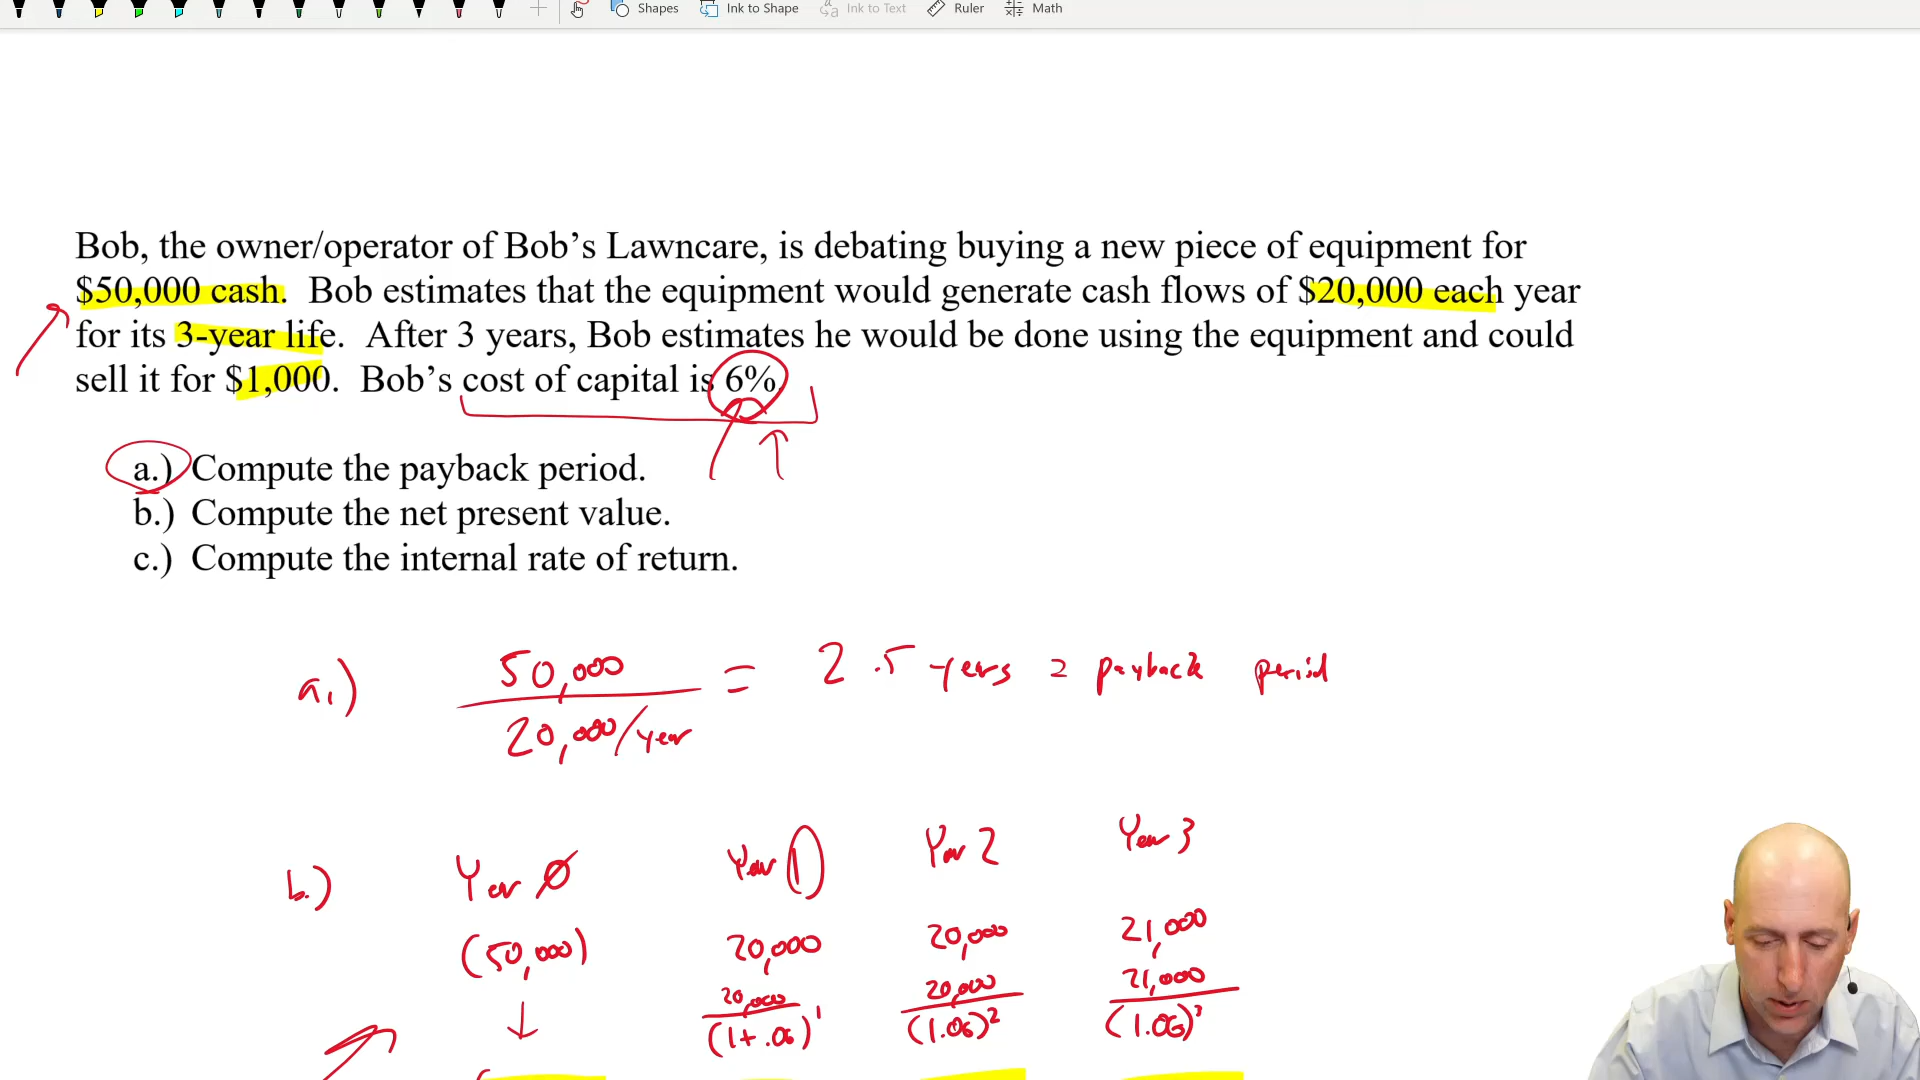 Shapes Ink to Shape Ink to Text Ruler Math
Bob, the owner/operator of Bob’s Lawncare, is debating buying a new piece of equipment for
$50,000 cash. Bob estimates that the equipment would generate cash flows of $20,000 each year
for its 3-year life. After 3 years, Bob estimates he would be done using the equipment and could
sell it for $1,000. Bob’s cost of capital is 6%.
a.) Compute the payback period.
b.) Compute the net present value.
c.) Compute the internal rate of return.
a.) 50,000 / 20,000/year = 2.5 years = payback period
b.) Year 0 Year 1 Year 2 Year 3
(50,000) 20,000 20,000 21,000
20,000 20,000 21,000
(1+.06)¹ (1.06)² (1.06)³